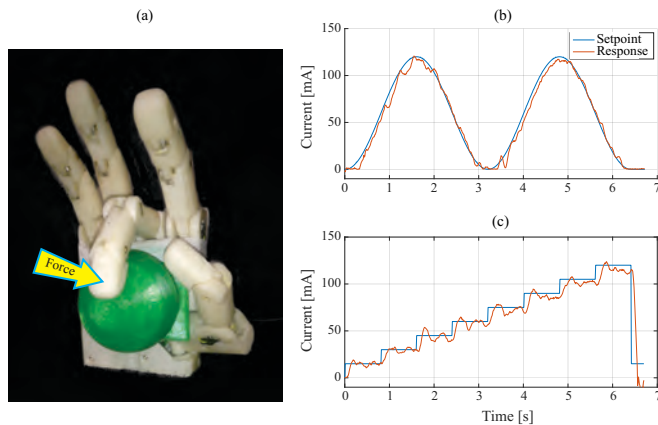 (a)
Force
(b)
Setpoint
Response
150
100
50
0
Current [mA]
0 1 2 3 4 5 6 7
(c)
150
100
50
0
Current [mA]
0 1 2 3 4 5 6 7
Time [s]